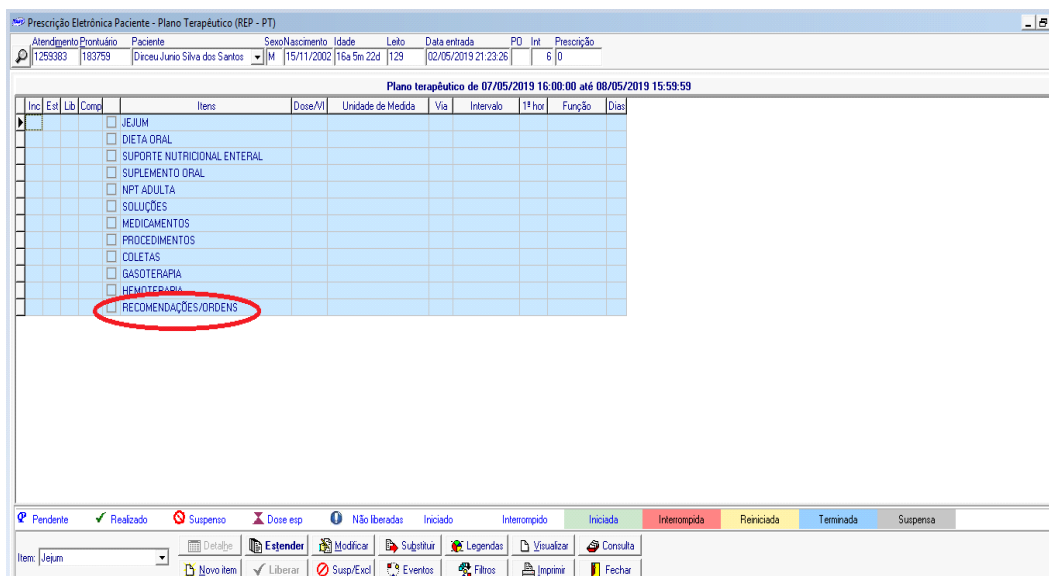 Prescrição Eletrônica Paciente - Plano Terapêutico (REP - PT)
Atendimento Prontuário Paciente Sexo Nascimento Idade Leito Data entrada PO Int Prescrição
1259383 183759 Dirceu Junio Silva dos Santos M 15/11/2002 16a 5m 22d 129 02/05/2019 21:23:26 6 0
Plano terapêutico de 07/05/2019 16:00:00 até 08/05/2019 15:59:59
Inc Est Lib Comp Itens Dose/Vl Unidade de Medida Via Intervalo 1ª hor Função Dias
JEJUM
DIETA ORAL
SUPORTE NUTRICIONAL ENTERAL
SUPLEMENTO ORAL
NPT ADULTA
SOLUÇÕES
MEDICAMENTOS
PROCEDIMENTOS
COLETAS
GASOTERAPIA
HEMOTERAPIA
RECOMENDAÇÕES/ORDENS
Pendente Realizado Suspenso Dose esp Não liberadas Iniciado Interrompido Iniciada Interrompida Reiniciada Terminada Suspensa
Item: Jejum Detalhe Estender Modificar Substituir Legendas Visualizar Consulta
Novo item Liberar Susp/Excl Eventos Filtros Imprimir Fechar